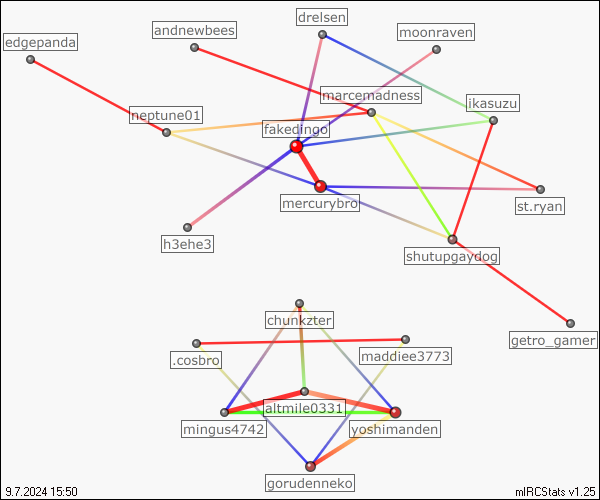 drelsen
andnewbees
moonraven
edgepanda
marcemadness
ikasuzu
neptune01
fakedingo
mercurybro
st.ryan
h3ehe3
shutupgaydog
chunkzter
getro_gamer
.cosbro
maddiee3773
altmile0331
mingus4742
yoshimanden
gorudenneko
9.7.2024 15:50
mIRCStats v1.25